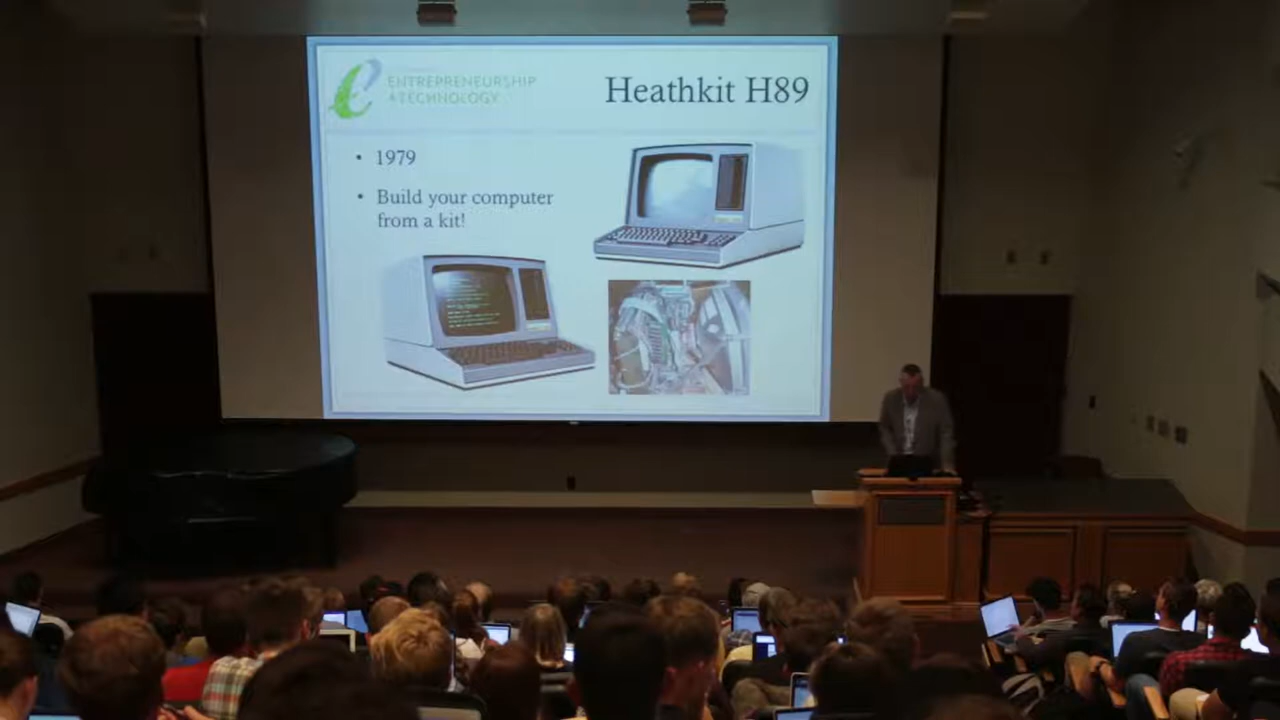 ENTREPRENEURSHIP
&TECHNOLOGY
Heathkit H89
• 1979
• Build your computer
from a kit!